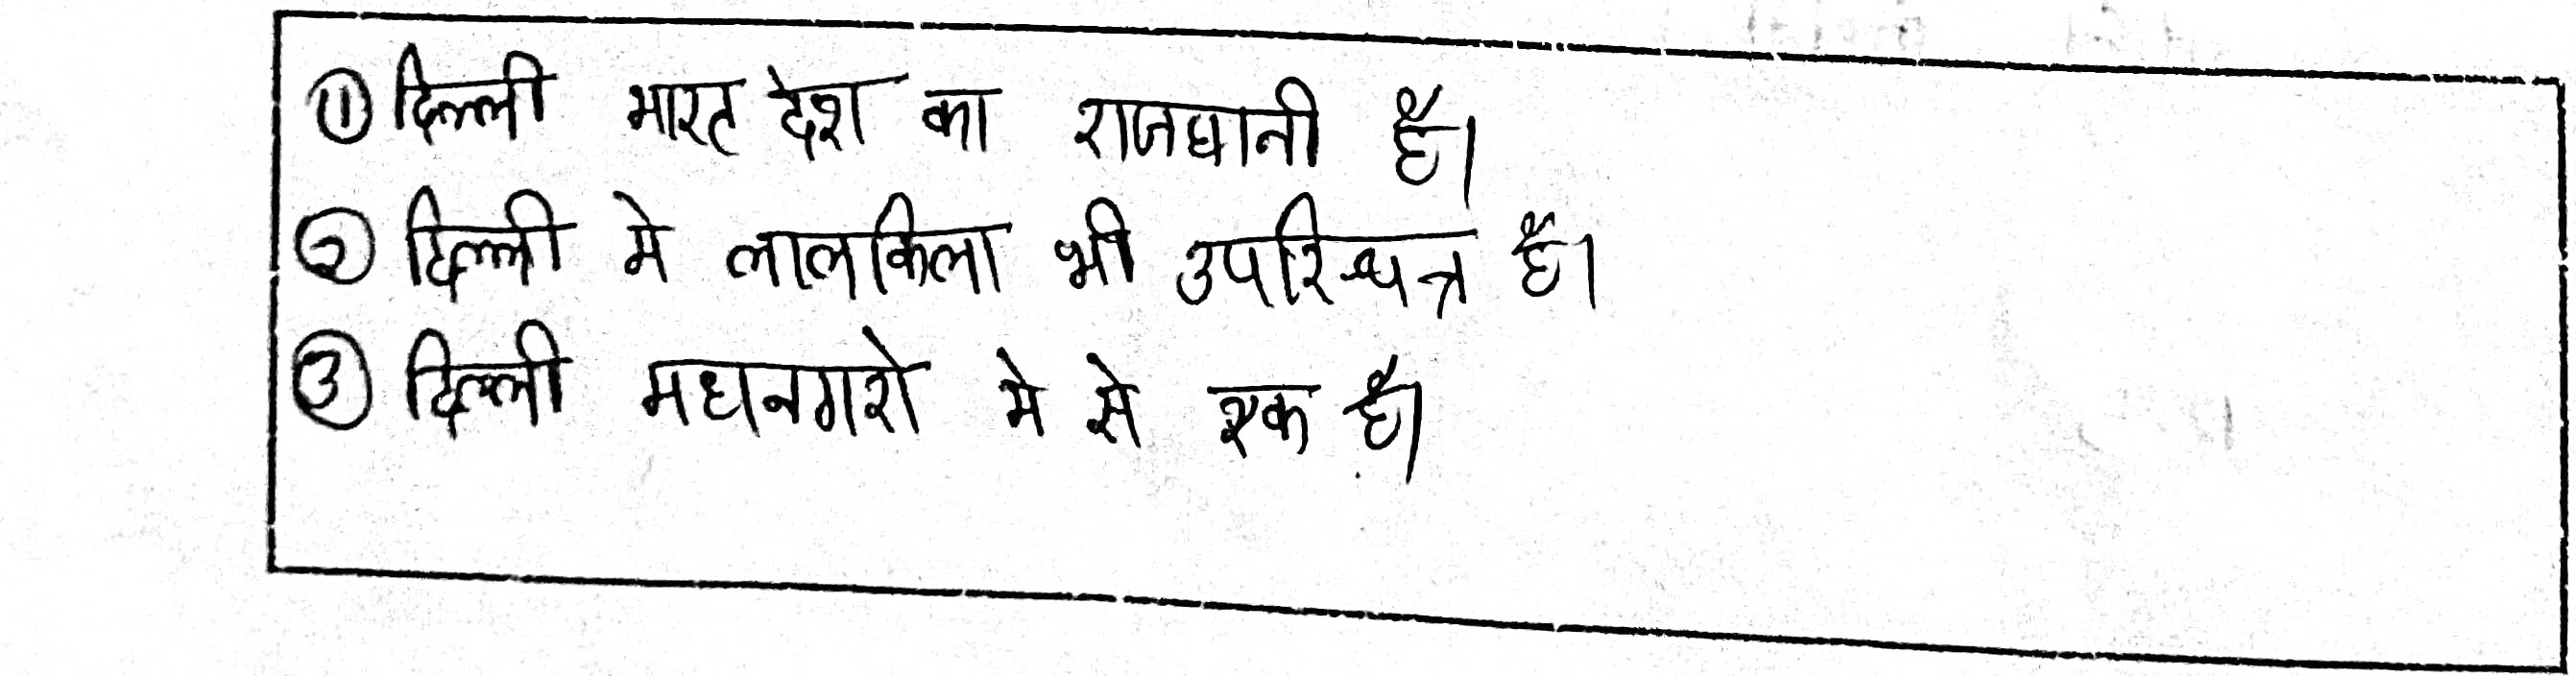 ① दिल्ली भारत देश का राजधानी है।
② दिल्ली मे लालकिला भी उपस्थित है।
③ दिल्ली महानगरो मे से एक है।